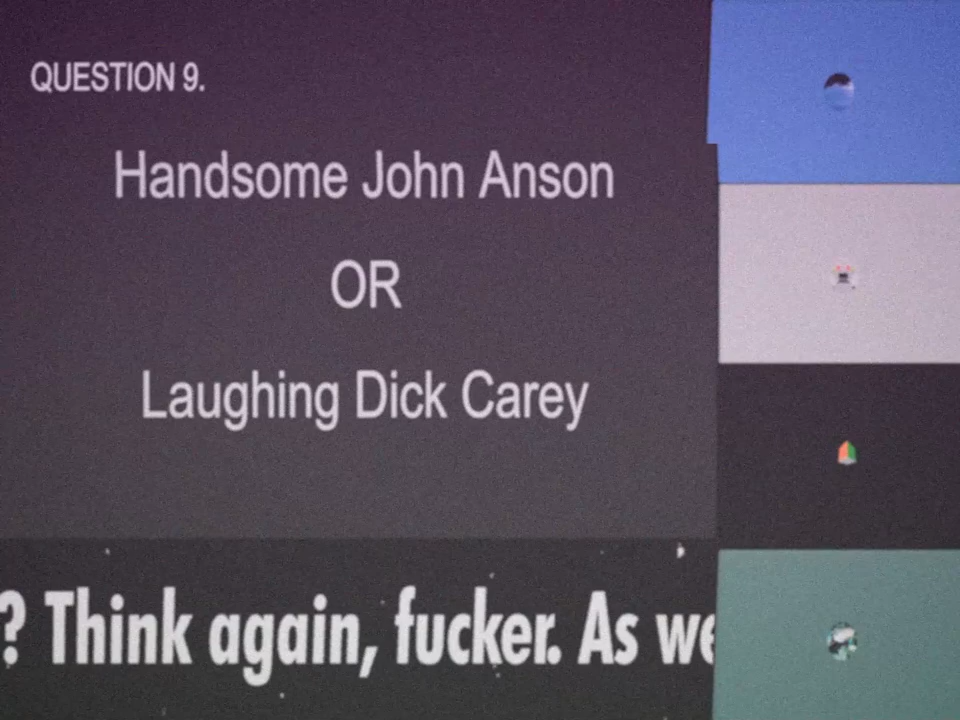 QUESTION 9.
Handsome John Anson
OR
Laughing Dick Carey
? Think again, fucker. As we